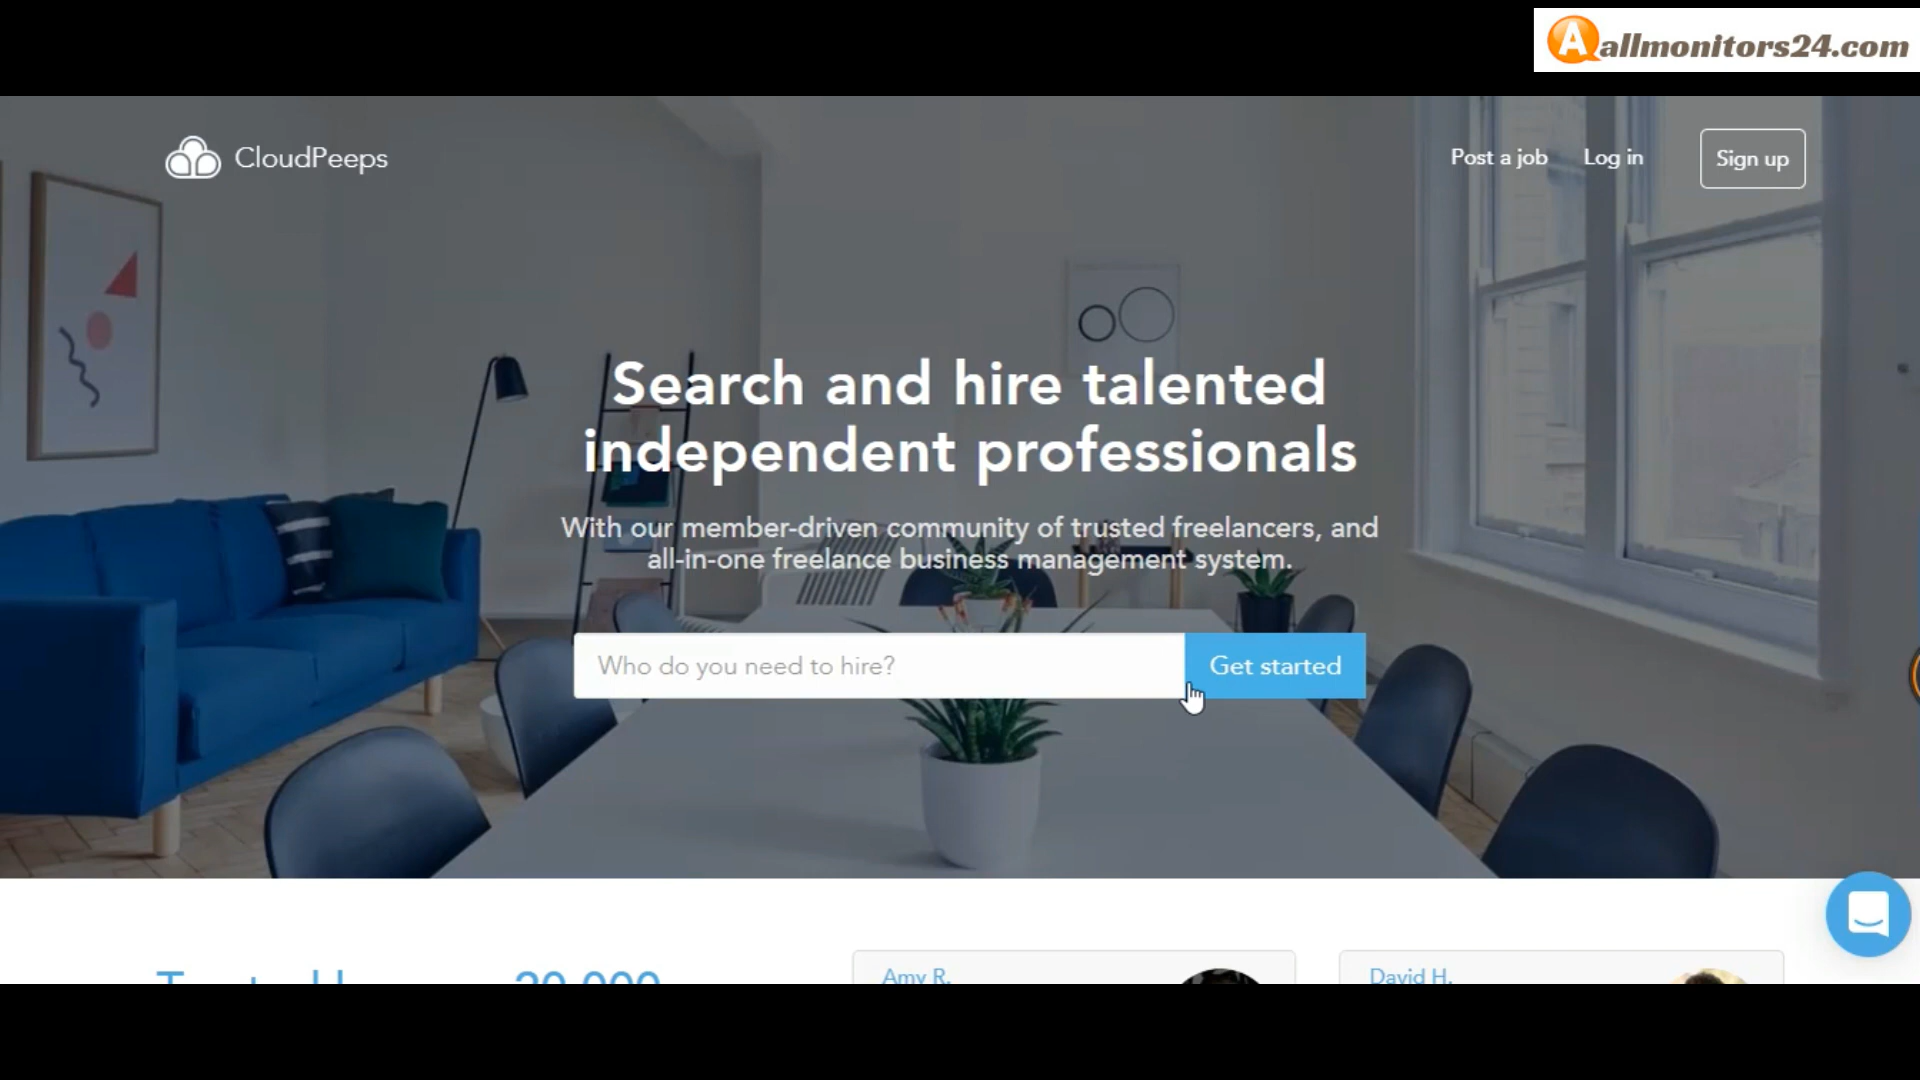 allmonitors24.com
CloudPeeps
Post a job
Log in
Sign up
Search and hire talented
independent professionals
With our member-driven community of trusted freelancers, and
all-in-one freelance business management system.
Who do you need to hire?
Get started
Amy R.
David H.